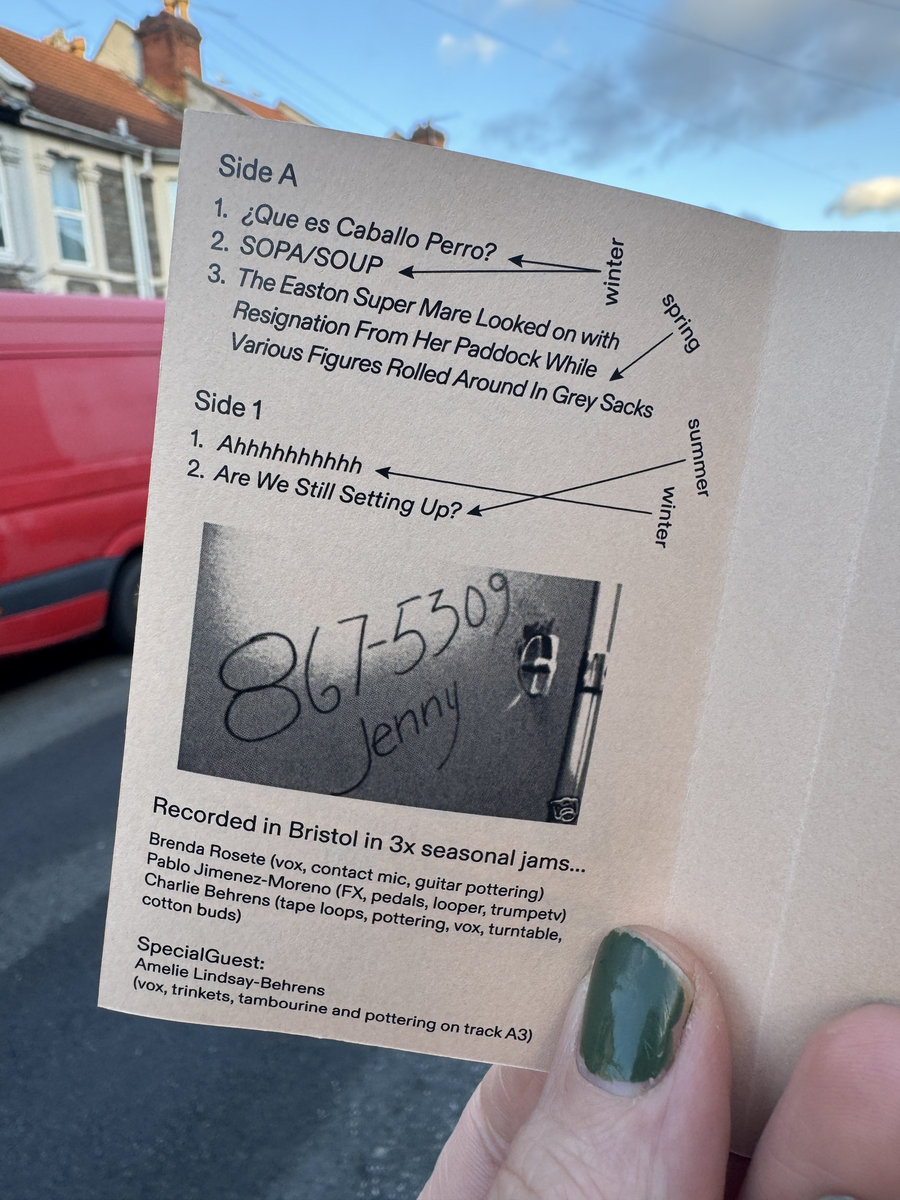 Side A
1. ¿Que es Caballo Perro?
2. SOPA/SOUP
winter
3. The Easton Super Mare Looked on with
Resignation From Her Paddock While
Various Figures Rolled Around In Grey Sacks
spring
Side 1
1. Ahhhhhhhhhh
2. Are We Still Setting Up?
summer
winter
867-5309
Jenny
Recorded in Bristol in 3x seasonal jams...
Brenda Rosete (vox, contact mic, guitar pottering)
Pablo Jimenez-Moreno (FX, pedals, looper, trumpetv)
Charlie Behrens (tape loops, pottering, vox, turntable,
cotton buds)
SpecialGuest:
Amelie Lindsay-Behrens
(vox, trinkets, tambourine and pottering on track A3)